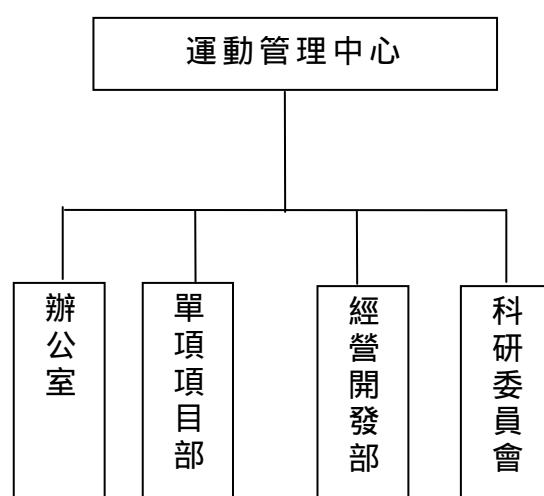 運動管理中心
辦公室
單項項目部
經營開發部
科研委員會